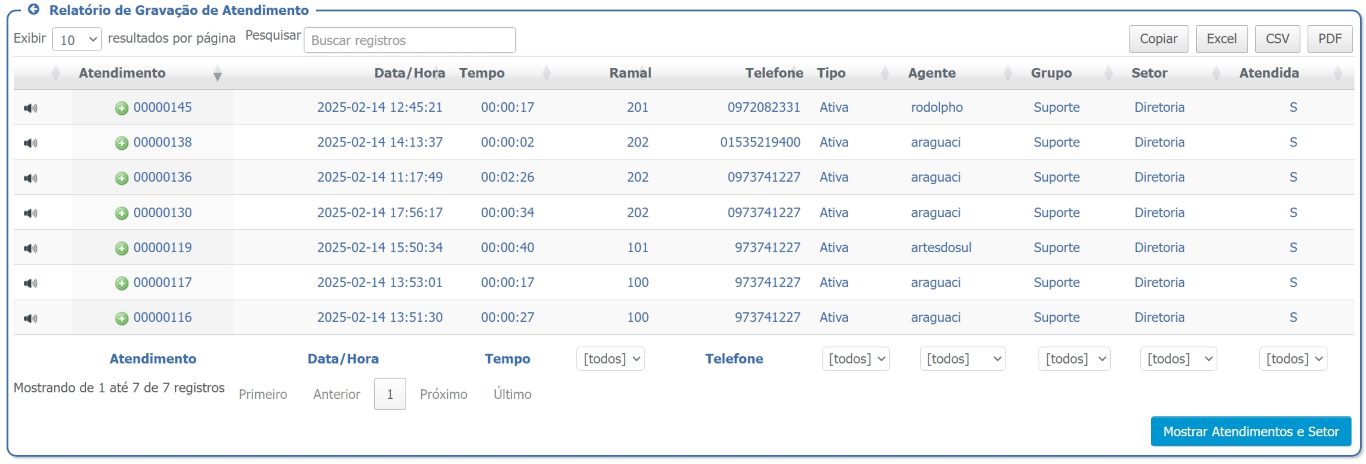 Relatório de Gravação de Atendimento
Exibir 10 resultados por página Pesquisar Buscar registros Copiar Excel CSV PDF
Atendimento Data/Hora Tempo Ramal Telefone Tipo Agente Grupo Setor Atendida
00000145 2025-02-14 12:45:21 00:00:17 201 0972082331 Ativa rodolpho Suporte Diretoria S
00000138 2025-02-14 14:13:37 00:00:02 202 01535219400 Ativa araguaci Suporte Diretoria S
00000136 2025-02-14 11:17:49 00:02:26 202 0973741227 Ativa araguaci Suporte Diretoria S
00000130 2025-02-14 17:56:17 00:00:34 202 0973741227 Ativa araguaci Suporte Diretoria S
00000119 2025-02-14 15:50:34 00:00:40 101 973741227 Ativa artesdosul Suporte Diretoria S
00000117 2025-02-14 13:53:01 00:00:17 100 973741227 Ativa araguaci Suporte Diretoria S
00000116 2025-02-14 13:51:30 00:00:27 100 973741227 Ativa araguaci Suporte Diretoria S
Atendimento Data/Hora Tempo [todos] Telefone [todos] [todos] [todos] [todos] [todos]
Mostrando de 1 até 7 de 7 registros Primeiro Anterior 1 Próximo Último
Mostrar Atendimentos e Setor